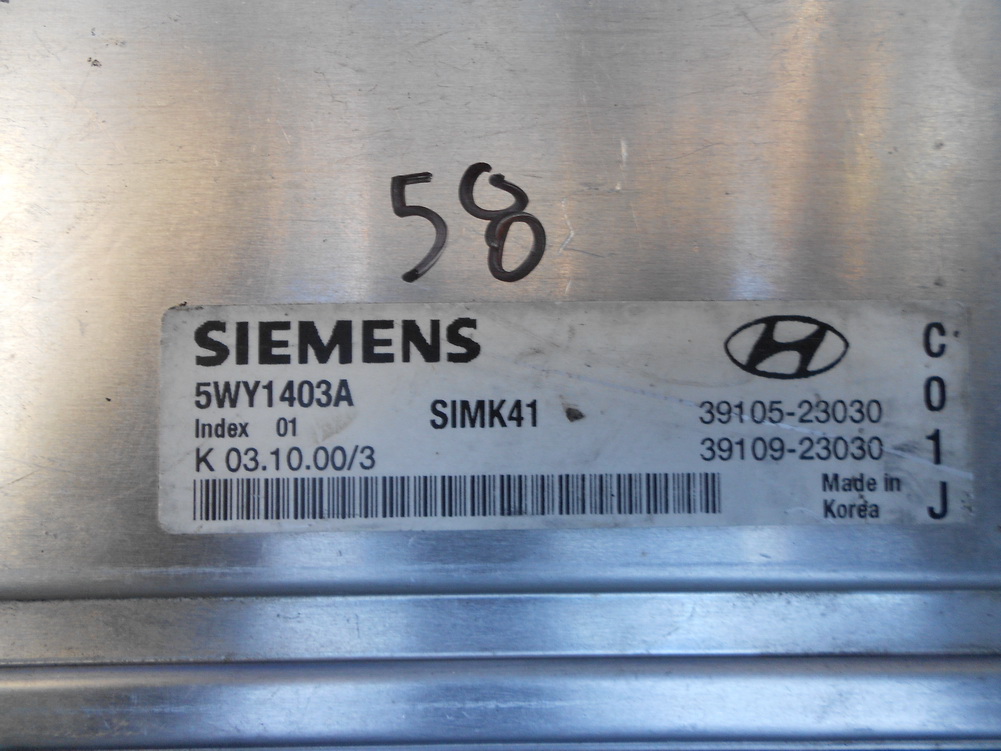 58
SIEMENS
5WY1403A
Index 01
K 03.10.00/3
SIMK41
39105-23030
39109-23030
Made in
Korea
C
0
1
J